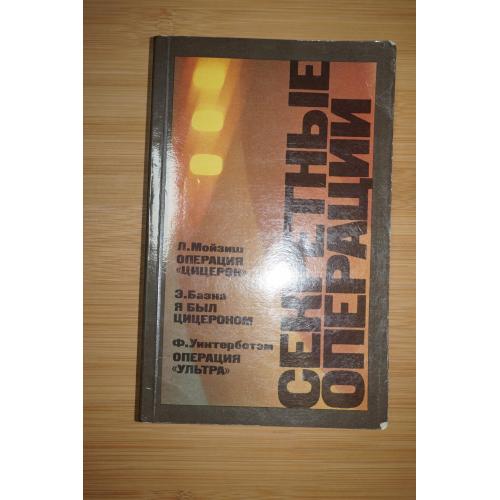 СЕКРЕТНЫЕ
ОПЕРАЦИИ
Л.Мойзиш
ОПЕРАЦИЯ
«ЦИЦЕРОН»
Э.Базна
Я БЫЛ
ЦИЦЕРОНОМ
Ф.Уинтерботэм
ОПЕРАЦИЯ
«УЛЬТРА»